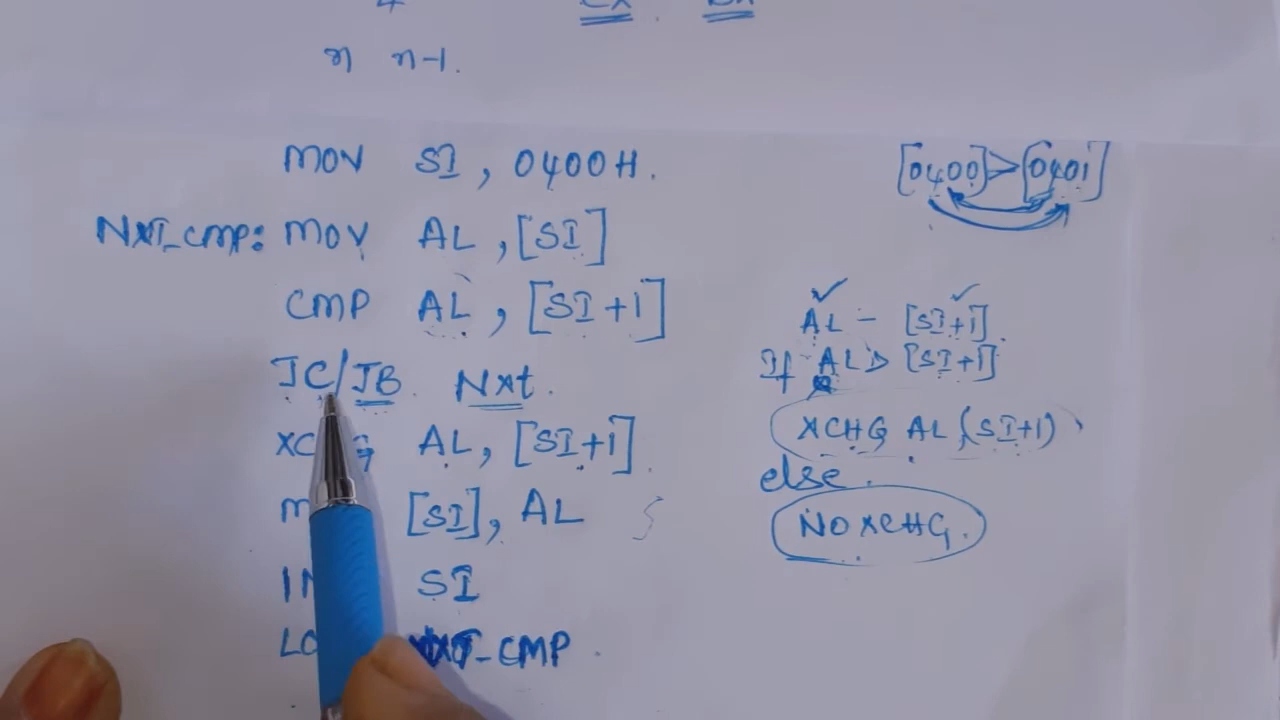 n n-1.
MOV SI, 0400H.
[0400]>[0401]
NXT_CMP: MOV AL,[SI]
CMP AL, [SI+1]
AL - [SI+1].
JC/JB. Nxt.
If AL> [SI+1]
AL, [SI+1].
XCHG AL,(SI+1)
else.
[SI], AL
NO XCHG.
SI
_CMP.